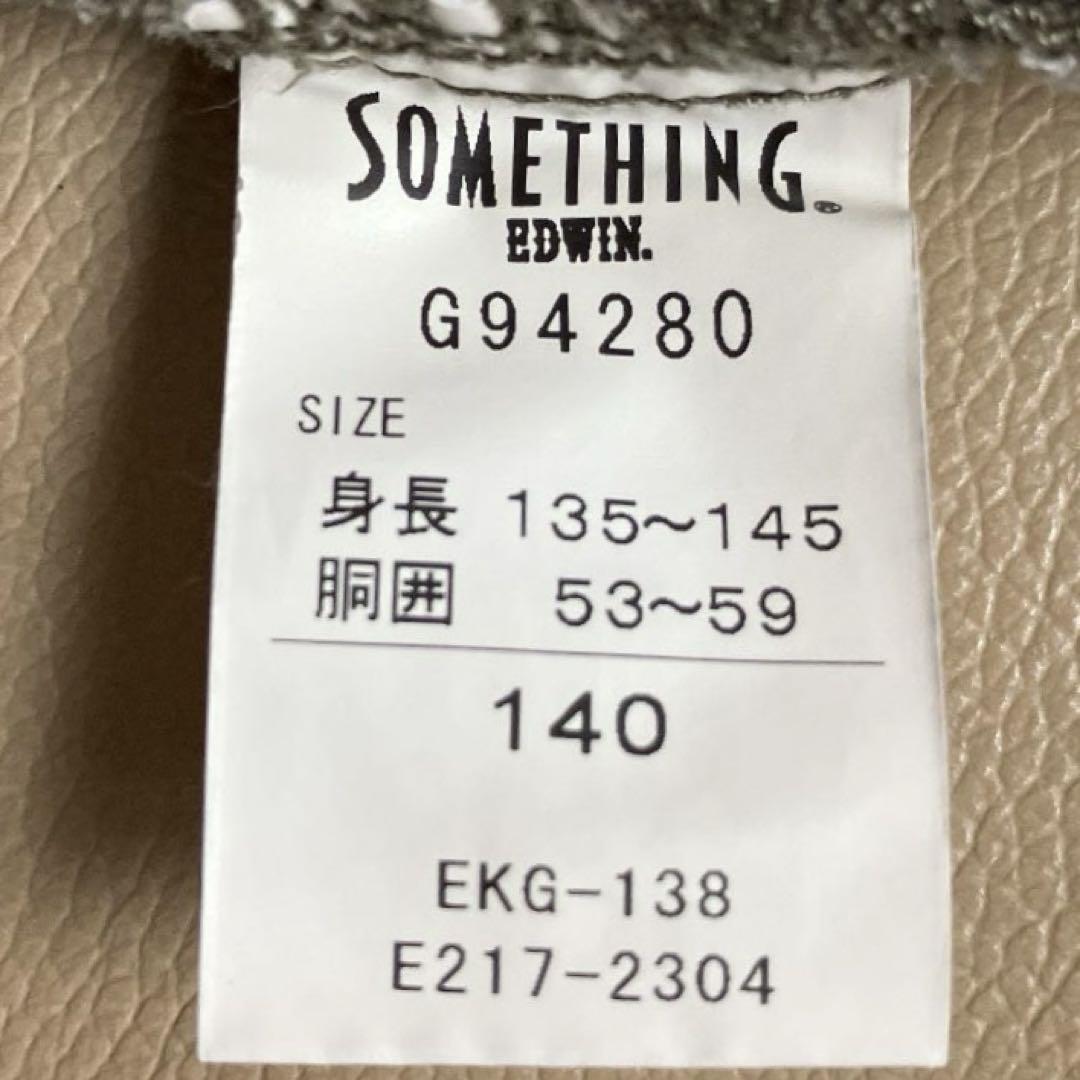 SOMETHING®
EDWIN.
G94280
SIZE
身長 135~145
胴囲 53~59
140
EKG-138
E217-2304